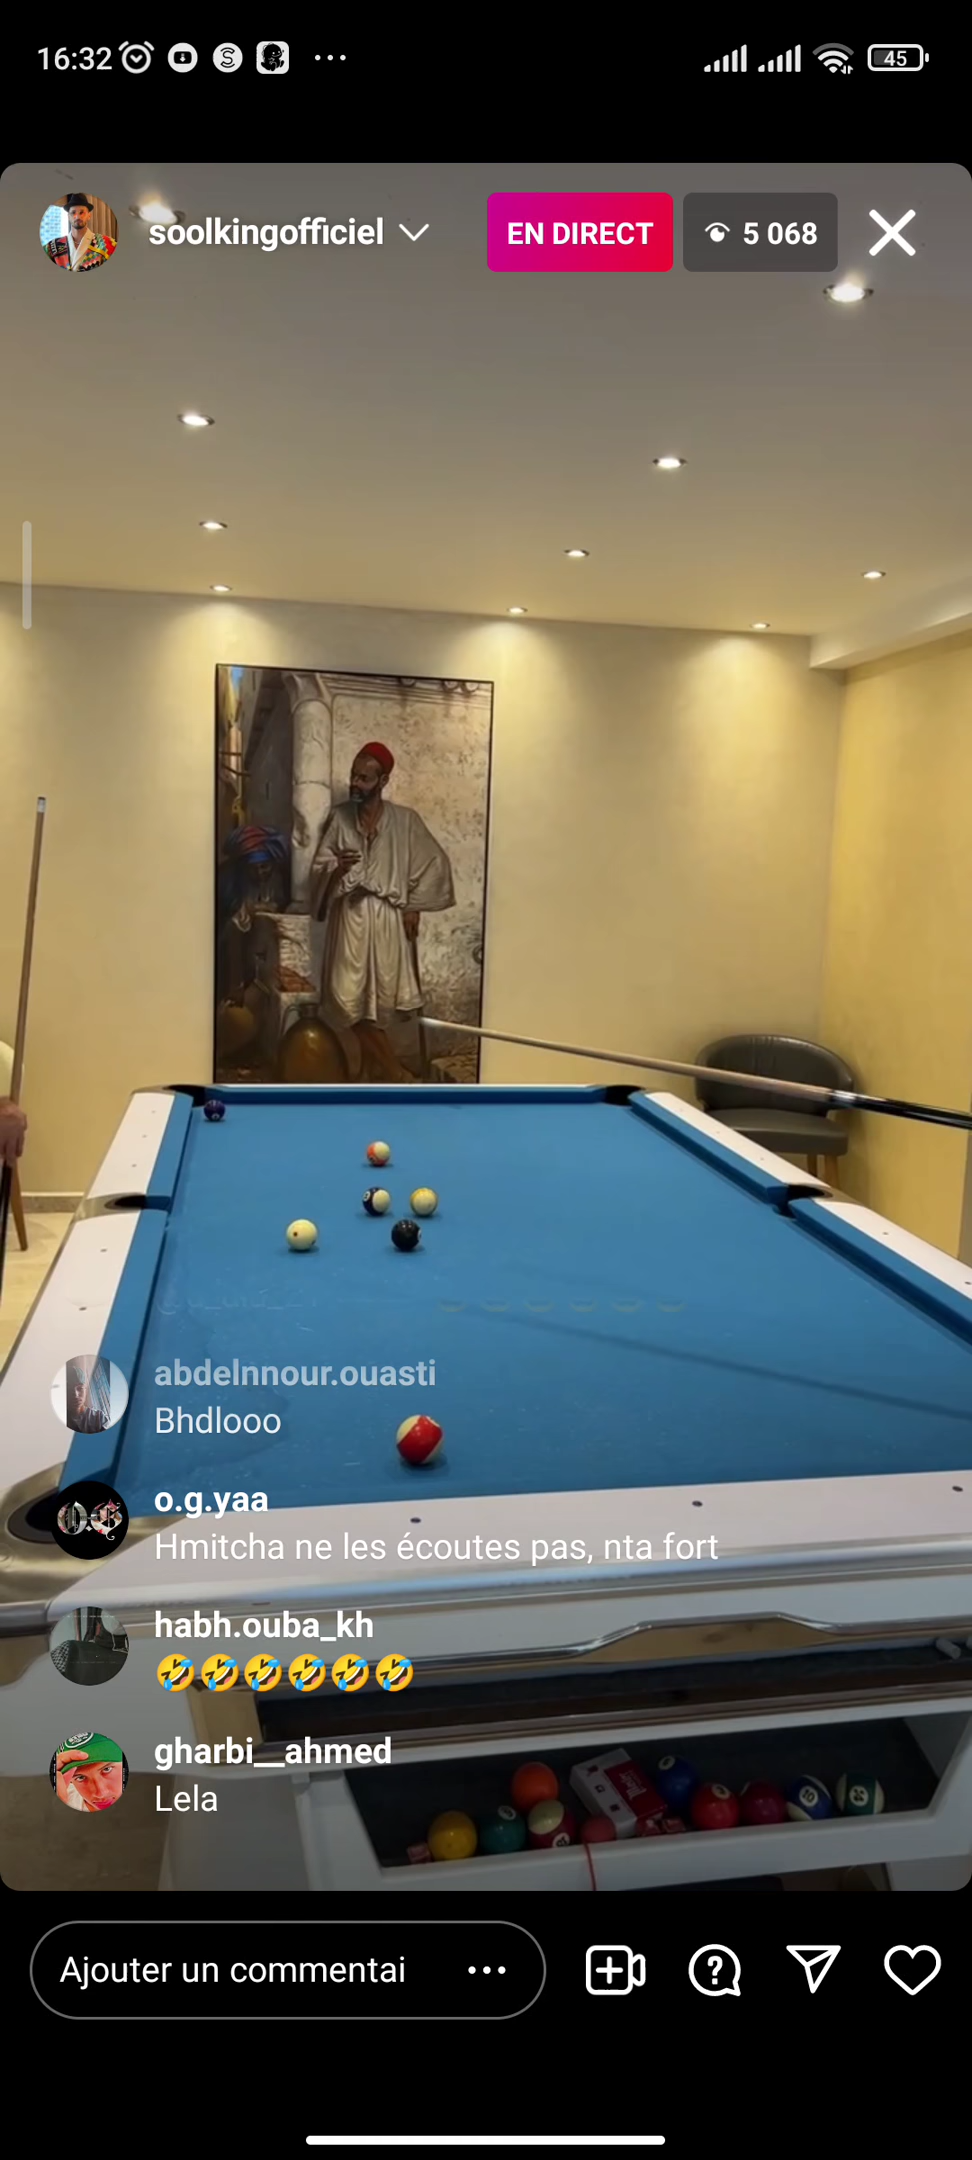 16:32
45
soolkingofficiel
EN DIRECT
5 068
abdelnnour.ouasti
Bhdlooo
o.g.yaa
Hmitcha ne les écoutes pas, nta fort
habh.ouba_kh
🤣🤣🤣🤣🤣🤣
gharbi__ahmed
Lela
Ajouter un commentai